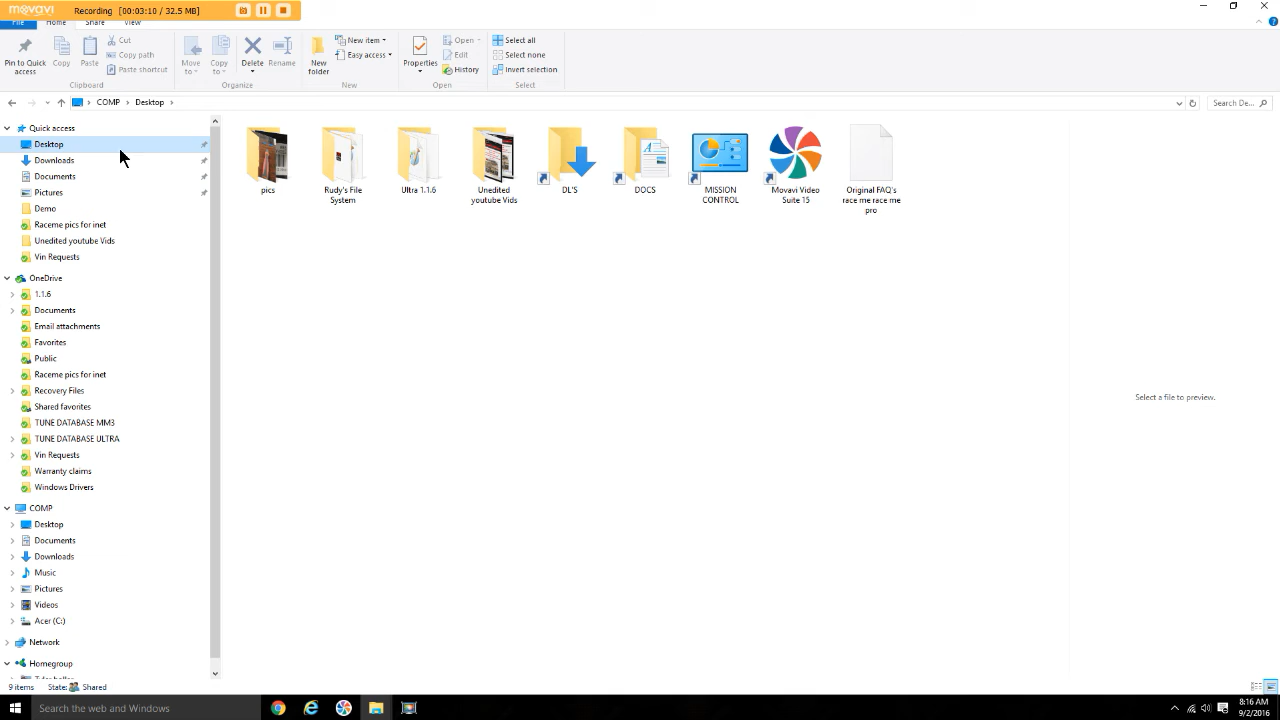 movavi Recording [00:03:10 / 32.5 MB]
File Home Share View
Pin to Quick access
Copy
Paste
Cut
Copy path
Paste shortcut
Clipboard
Move to
Copy to
Delete
Rename
Organize
New folder
New item
Easy access
New
Properties
Open
Edit
History
Open
Select all
Select none
Invert selection
Select
COMP > Desktop >
Search De...
Quick access
Desktop
Downloads
Documents
Pictures
Demo
Raceme pics for inet
Unedited youtube Vids
Vin Requests
OneDrive
1.1.6
Documents
Email attachments
Favorites
Public
Raceme pics for inet
Recovery Files
Shared favorites
TUNE DATABASE MM3
TUNE DATABASE ULTRA
Vin Requests
Warranty claims
Windows Drivers
COMP
Desktop
Documents
Downloads
Music
Pictures
Videos
Acer (C:)
Network
Homegroup
pics
Rudy's File
System
Ultra 1.1.6
Unedited
youtube Vids
DL'S
DOCS
MISSION
CONTROL
Movavi Video
Suite 15
Original FAQ's
race me race me
pro
Select a file to preview.
9 items State: Shared
Search the web and Windows
8:16 AM
9/2/2016